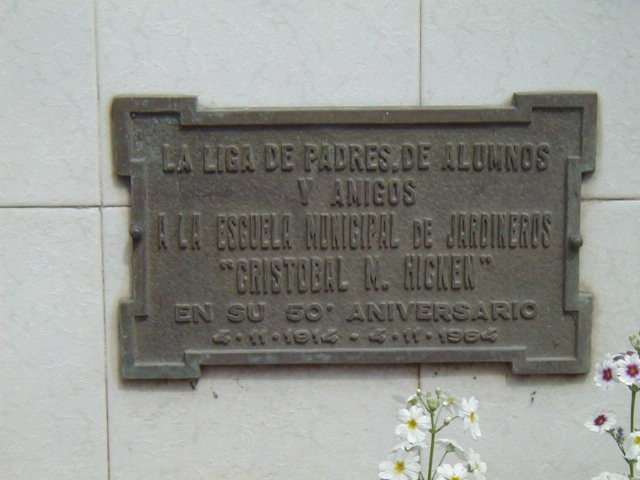 LA LIGA DE PADRES, DE ALUMNOS
Y AMIGOS
A LA ESCUELA MUNICIPAL DE JARDINEROS
"CRISTOBAL M. HICKEN"
EN SU 50° ANIVERSARIO
4·11·1914 - 4·11·1964